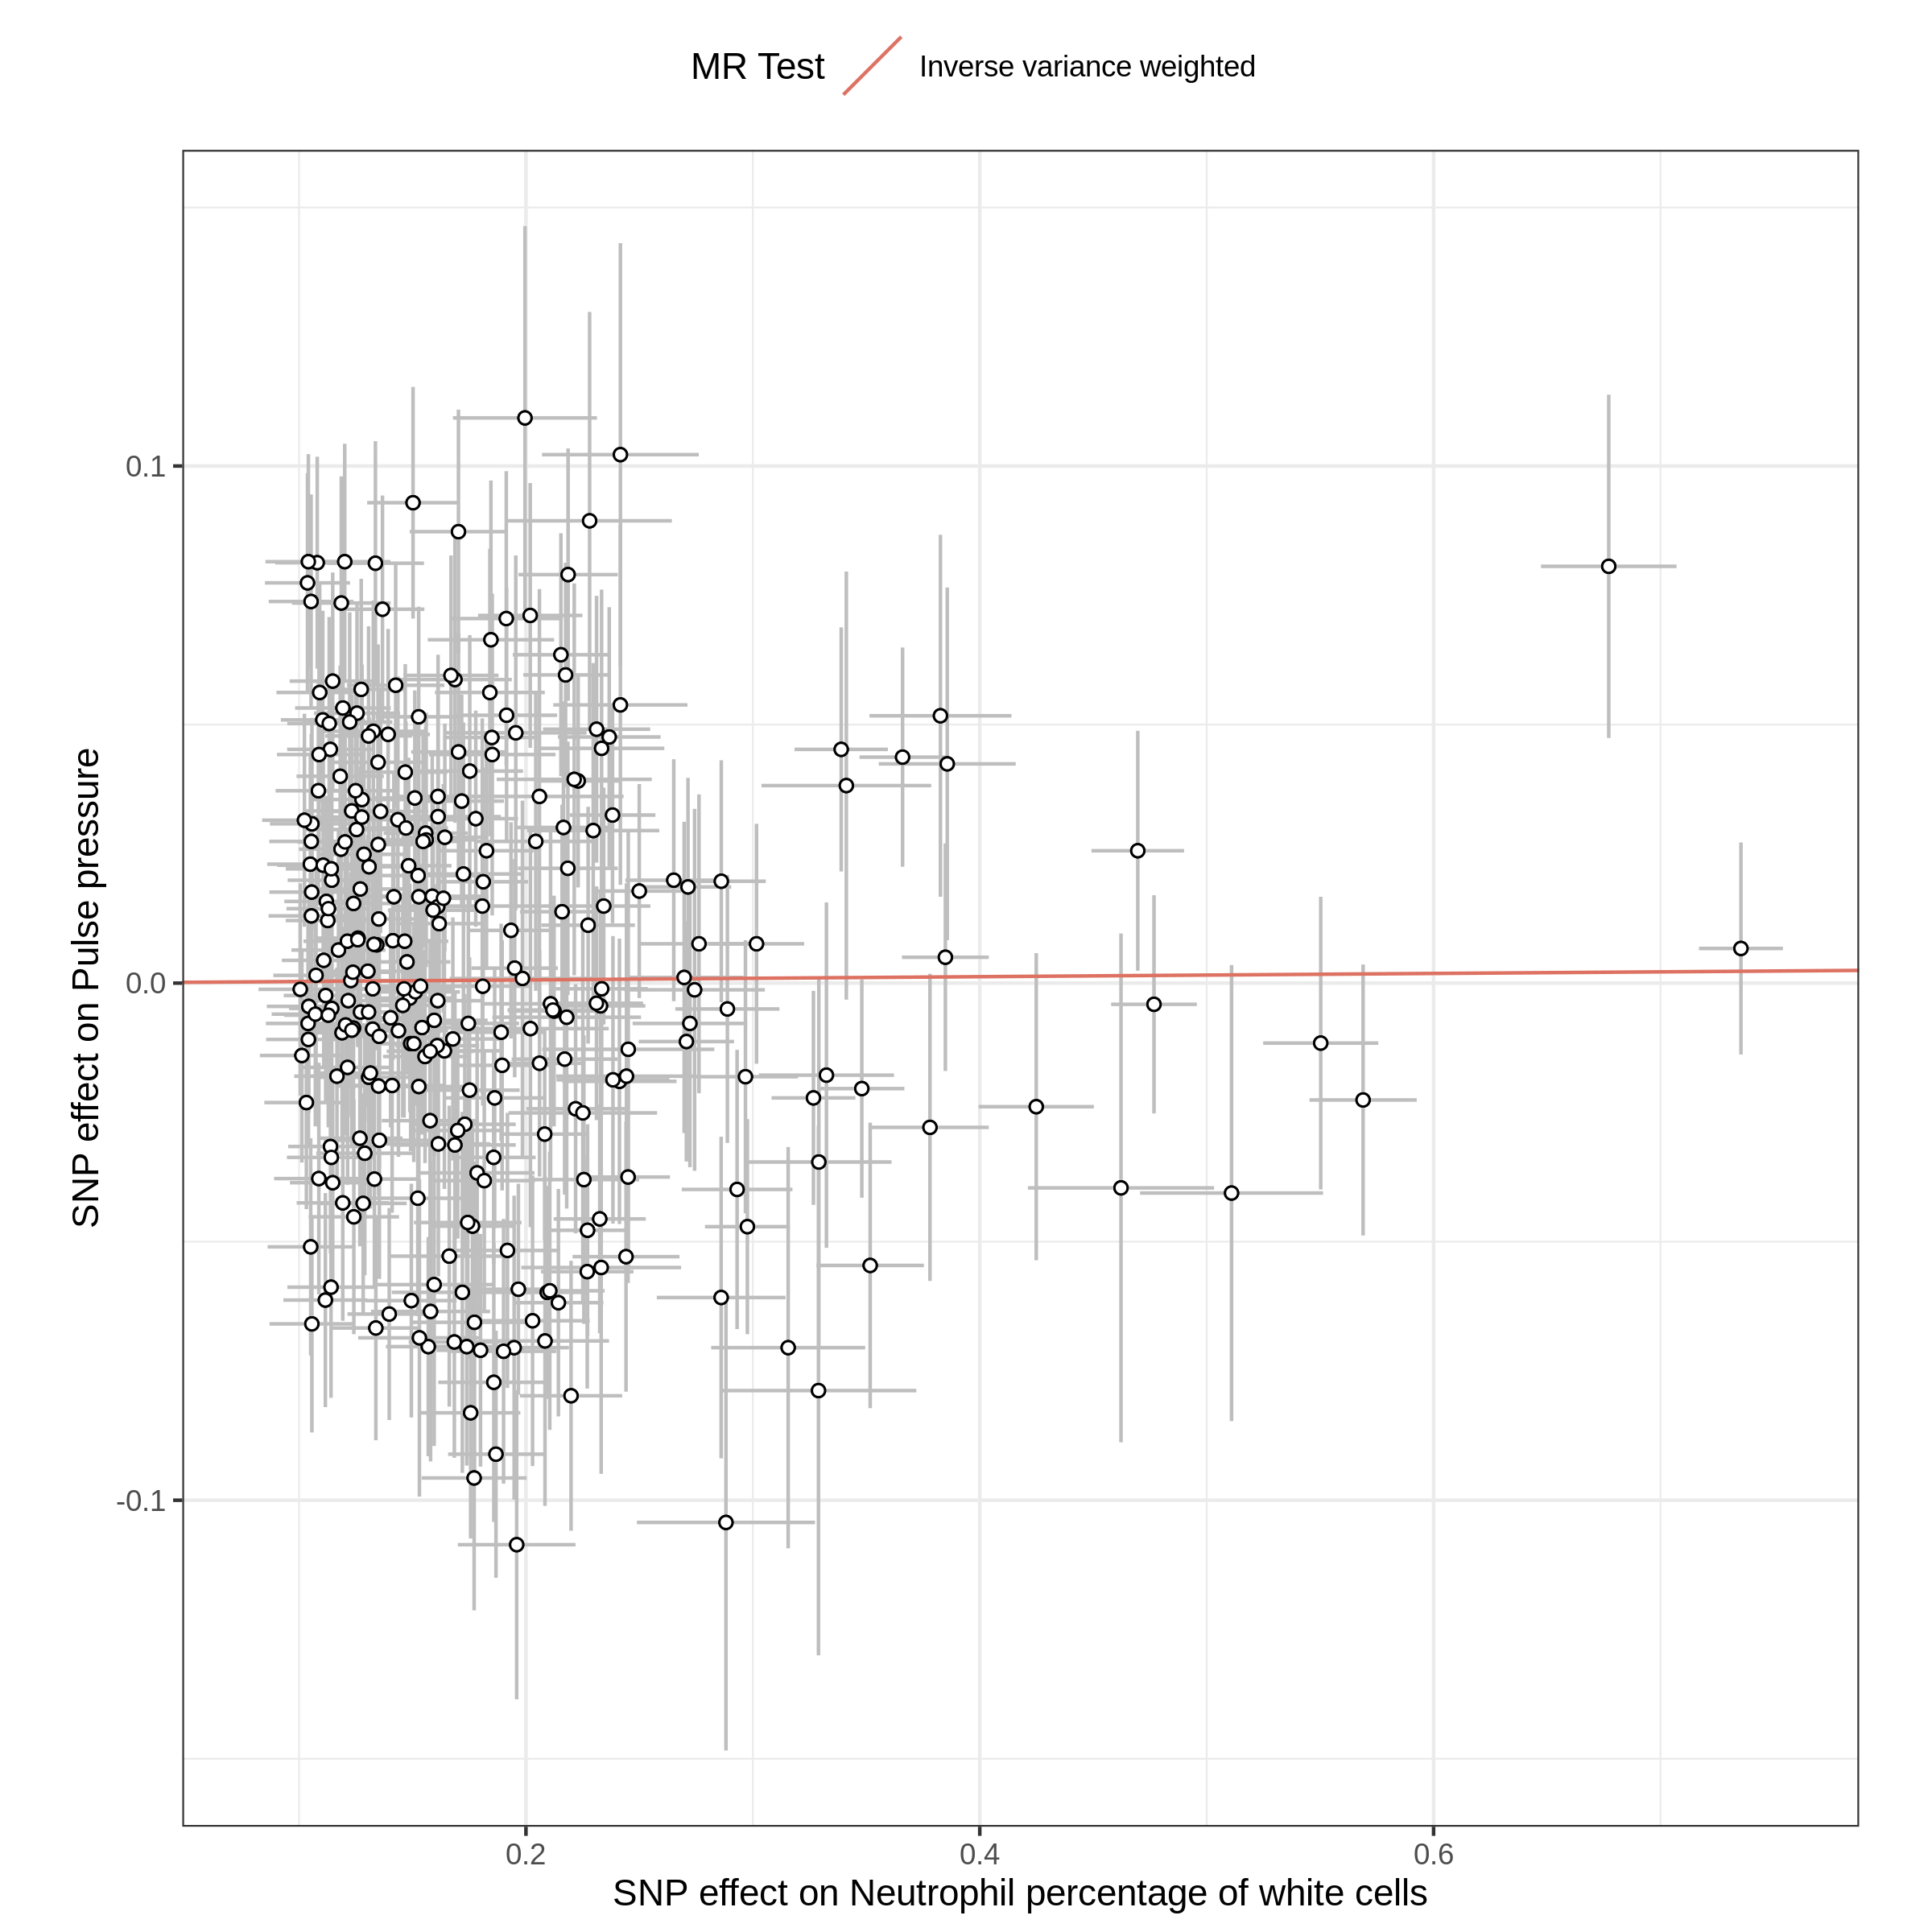 MR Test
Inverse variance weighted
SNP effect on Pulse pressure
0.1
0.0
-0.1
0.2
0.4
0.6
SNP effect on Neutrophil percentage of white cells